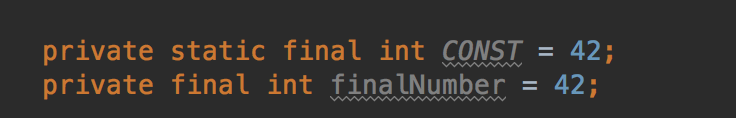 private static final int CONST = 42;
private final int finalNumber = 42;